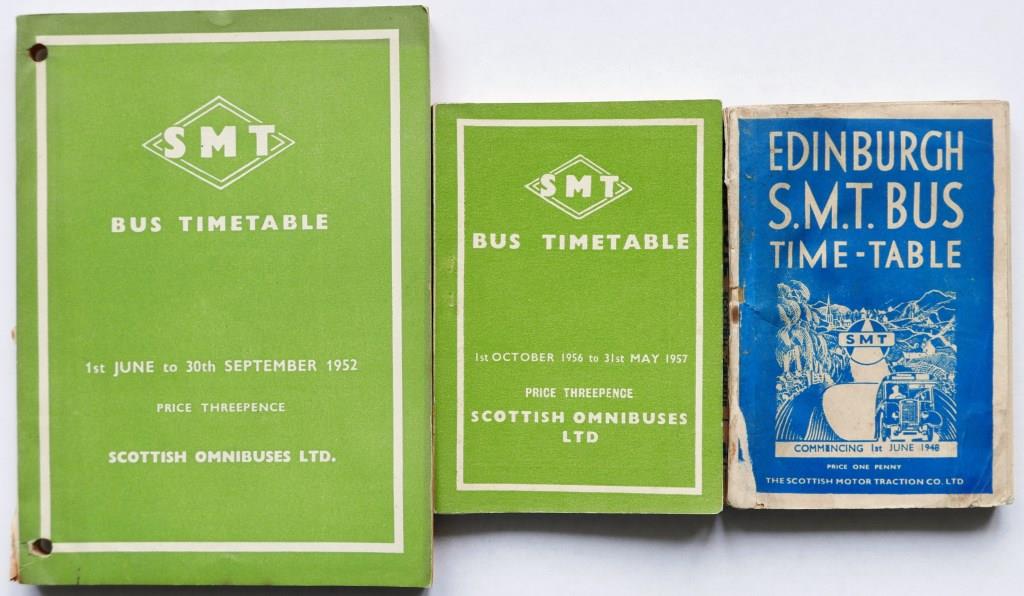 SMT
BUS TIMETABLE
1st JUNE to 30th SEPTEMBER 1952
PRICE THREEPENCE
SCOTTISH OMNIBUSES LTD.
SMT
BUS TIMETABLE
1st OCTOBER 1956 to 31st MAY 1957
PRICE THREEPENCE
SCOTTISH OMNIBUSES
LTD
EDINBURGH
S.M.T. BUS
TIME-TABLE
SMT
SMT
COMMENCING 1st JUNE 1948
PRICE ONE PENNY
THE SCOTTISH MOTOR TRACTION CO. LTD